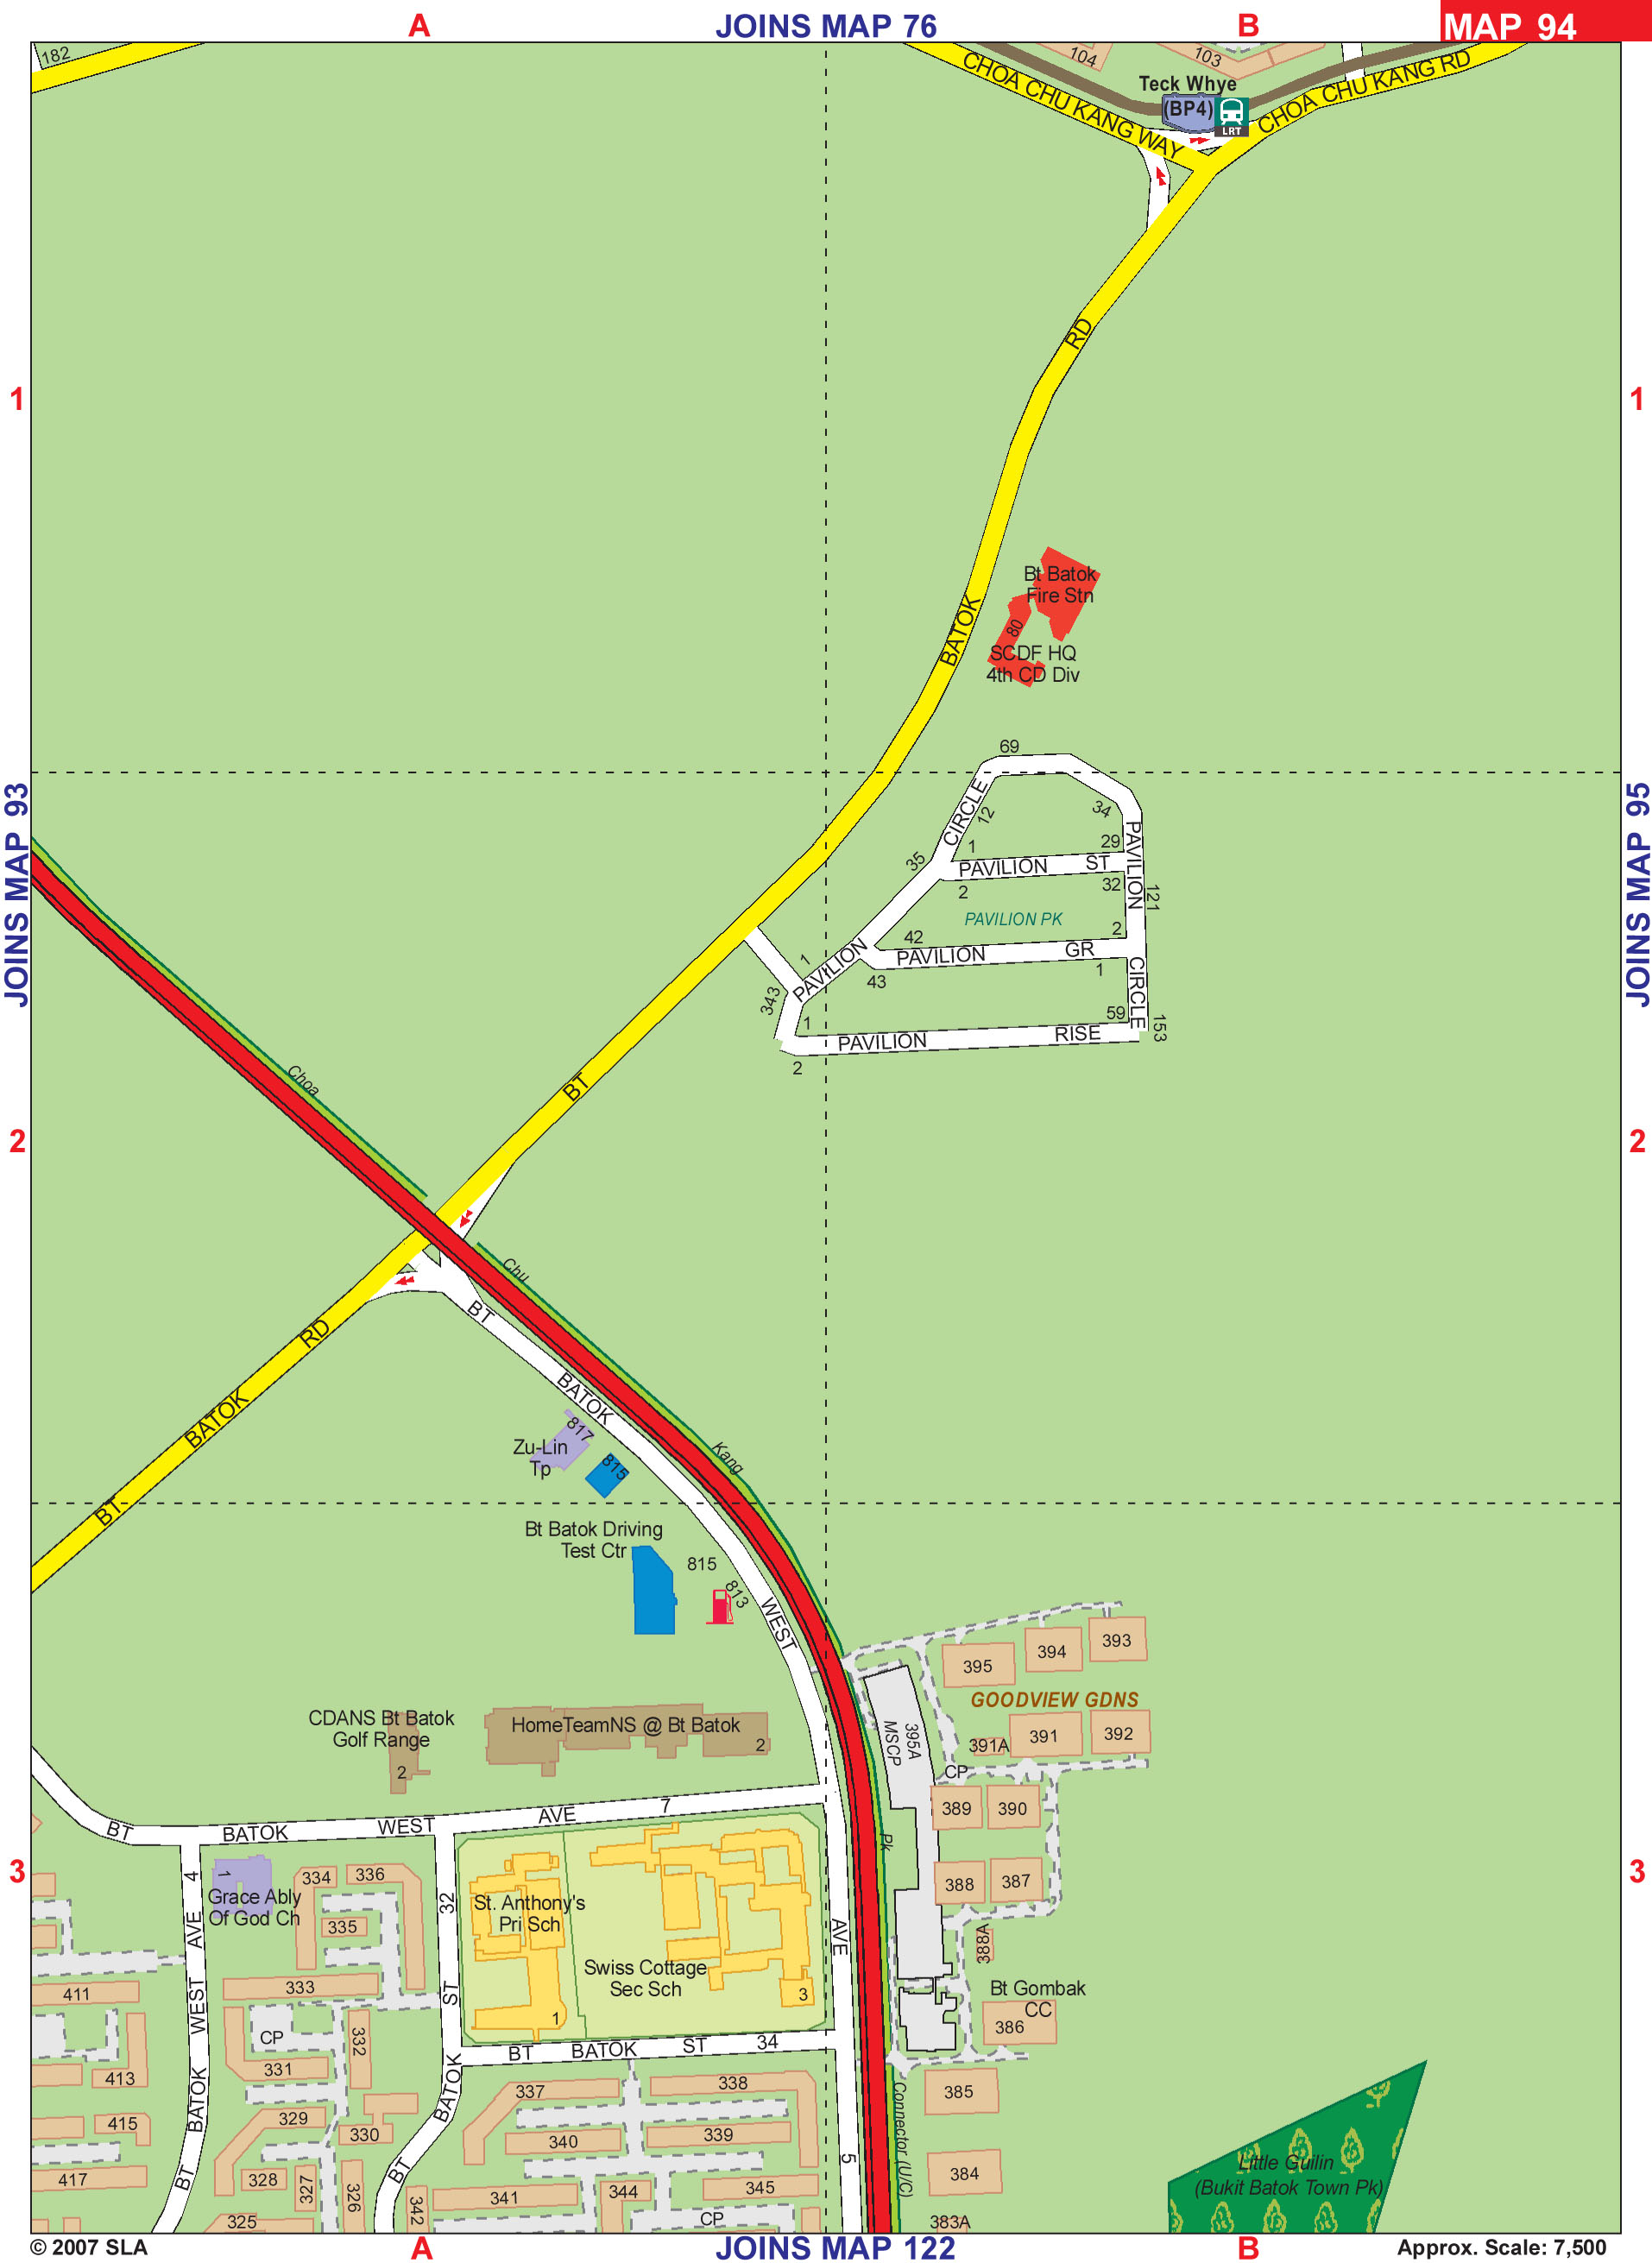 A
JOINS MAP 76
B
MAP 94
182
104
103
CHOA CHU KANG WAY
Teck Whye
(BP4)
LRT
CHOA CHU KANG RD
RD
1
1
Bt Batok
Fire Stn
80
BATOK
SCDF HQ
4th CD Div
69
JOINS MAP 93
JOINS MAP 95
CIRCLE
12
34
1
29
35
PAVILION ST
2
32
PAVILION
121
PAVILION PK
42
2
PAVILION GR
43
1
1
PAVILION
343
CIRCLE
1
59
153
PAVILION RISE
2
Choa
BT
2
2
Chu
BT
RD
BATOK
BATOK
817
Zu-Lin
Tp
815
Kang
BT
Bt Batok Driving
Test Ctr
815
813
WEST
395
394
393
GOODVIEW GDNS
CDANS Bt Batok
Golf Range
2
HomeTeamNS @ Bt Batok
2
395A
MSCP
391A
391
392
CP
389
390
BT BATOK WEST AVE 7
Pk
3
3
1
Grace Ably
Of God Ch
334
336
335
4
32
St. Anthony's
Pri Sch
Swiss Cottage
Sec Sch
1
3
AVE
388
387
388A
411
333
Bt Gombak
CC
386
CP
332
331
BT BATOK WEST AVE
ST
BT BATOK ST 34
413
337
338
385
415
329
330
BATOK
340
339
Connector (U/C)
417
328
327
326
BT
342
341
344
345
5
384
325
CP
383A
Little Guilin
(Bukit Batok Town Pk)
© 2007 SLA
A
JOINS MAP 122
B
Approx. Scale: 7,500